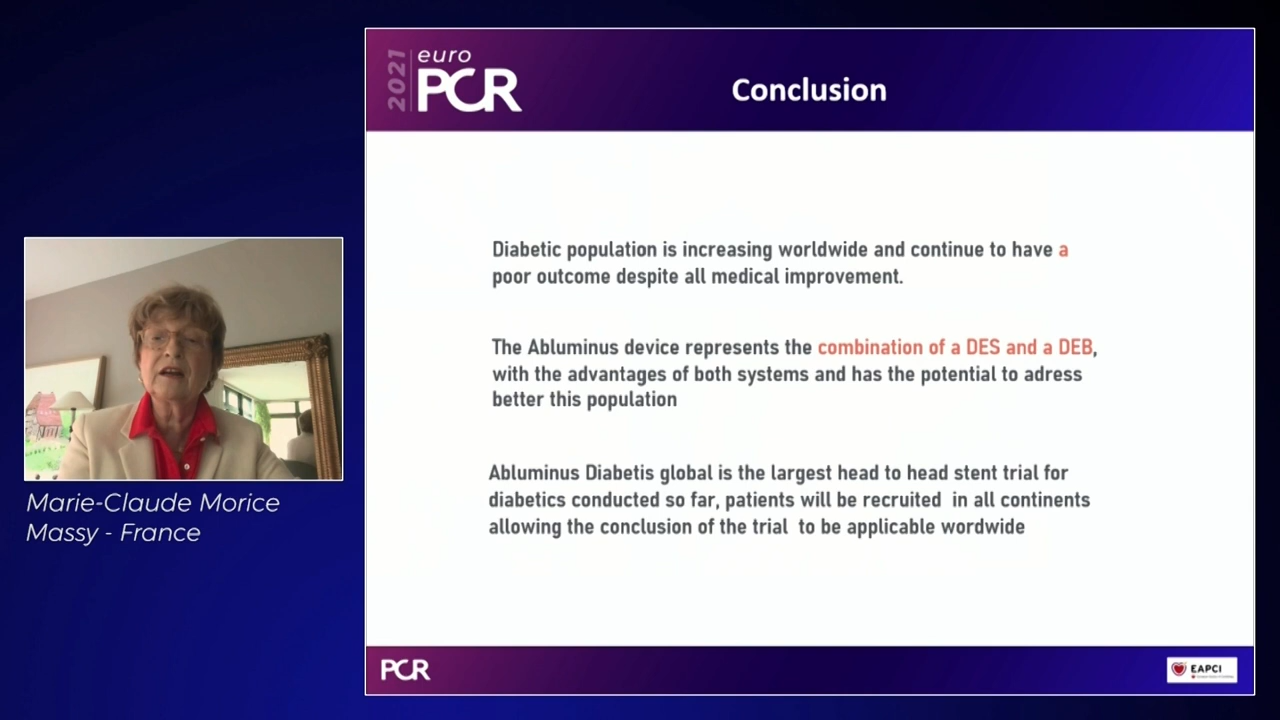 2021
euro
PCR
Conclusion
Diabetic population is increasing worldwide and continue to have a
poor outcome despite all medical improvement.
The Abluminus device represents the combination of a DES and a DEB,
with the advantages of both systems and has the potential to adress
better this population
Abluminus Diabetis global is the largest head to head stent trial for
diabetics conducted so far, patients will be recruited in all continents
allowing the conclusion of the trial to be applicable wordwide
Marie-Claude Morice
Massy - France
PCR
EAPCI